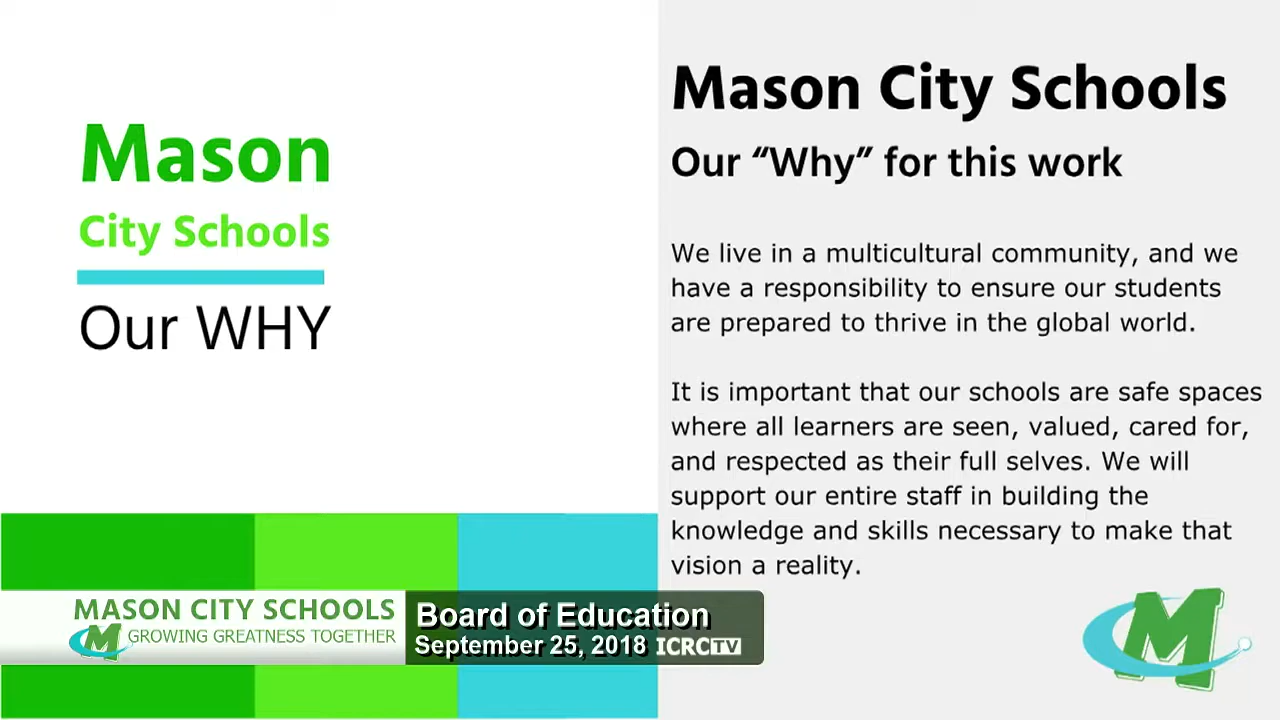 Mason
City Schools
Our WHY
Mason City Schools
Our “Why” for this work
We live in a multicultural community, and we
have a responsibility to ensure our students
are prepared to thrive in the global world.
It is important that our schools are safe spaces
where all learners are seen, valued, cared for,
and respected as their full selves. We will
support our entire staff in building the
knowledge and skills necessary to make that
vision a reality.
MASON CITY SCHOOLS
M GROWING GREATNESS TOGETHER
Board of Education
September 25, 2018 ICRCTV
M